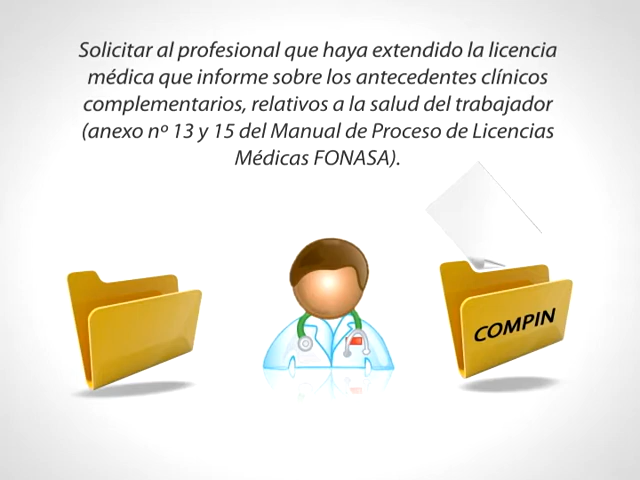 Solicitar al profesional que haya extendido la licencia
médica que informe sobre los antecedentes clínicos
complementarios, relativos a la salud del trabajador
(anexo nº 13 y 15 del Manual de Proceso de Licencias
Médicas FONASA).
COMPIN